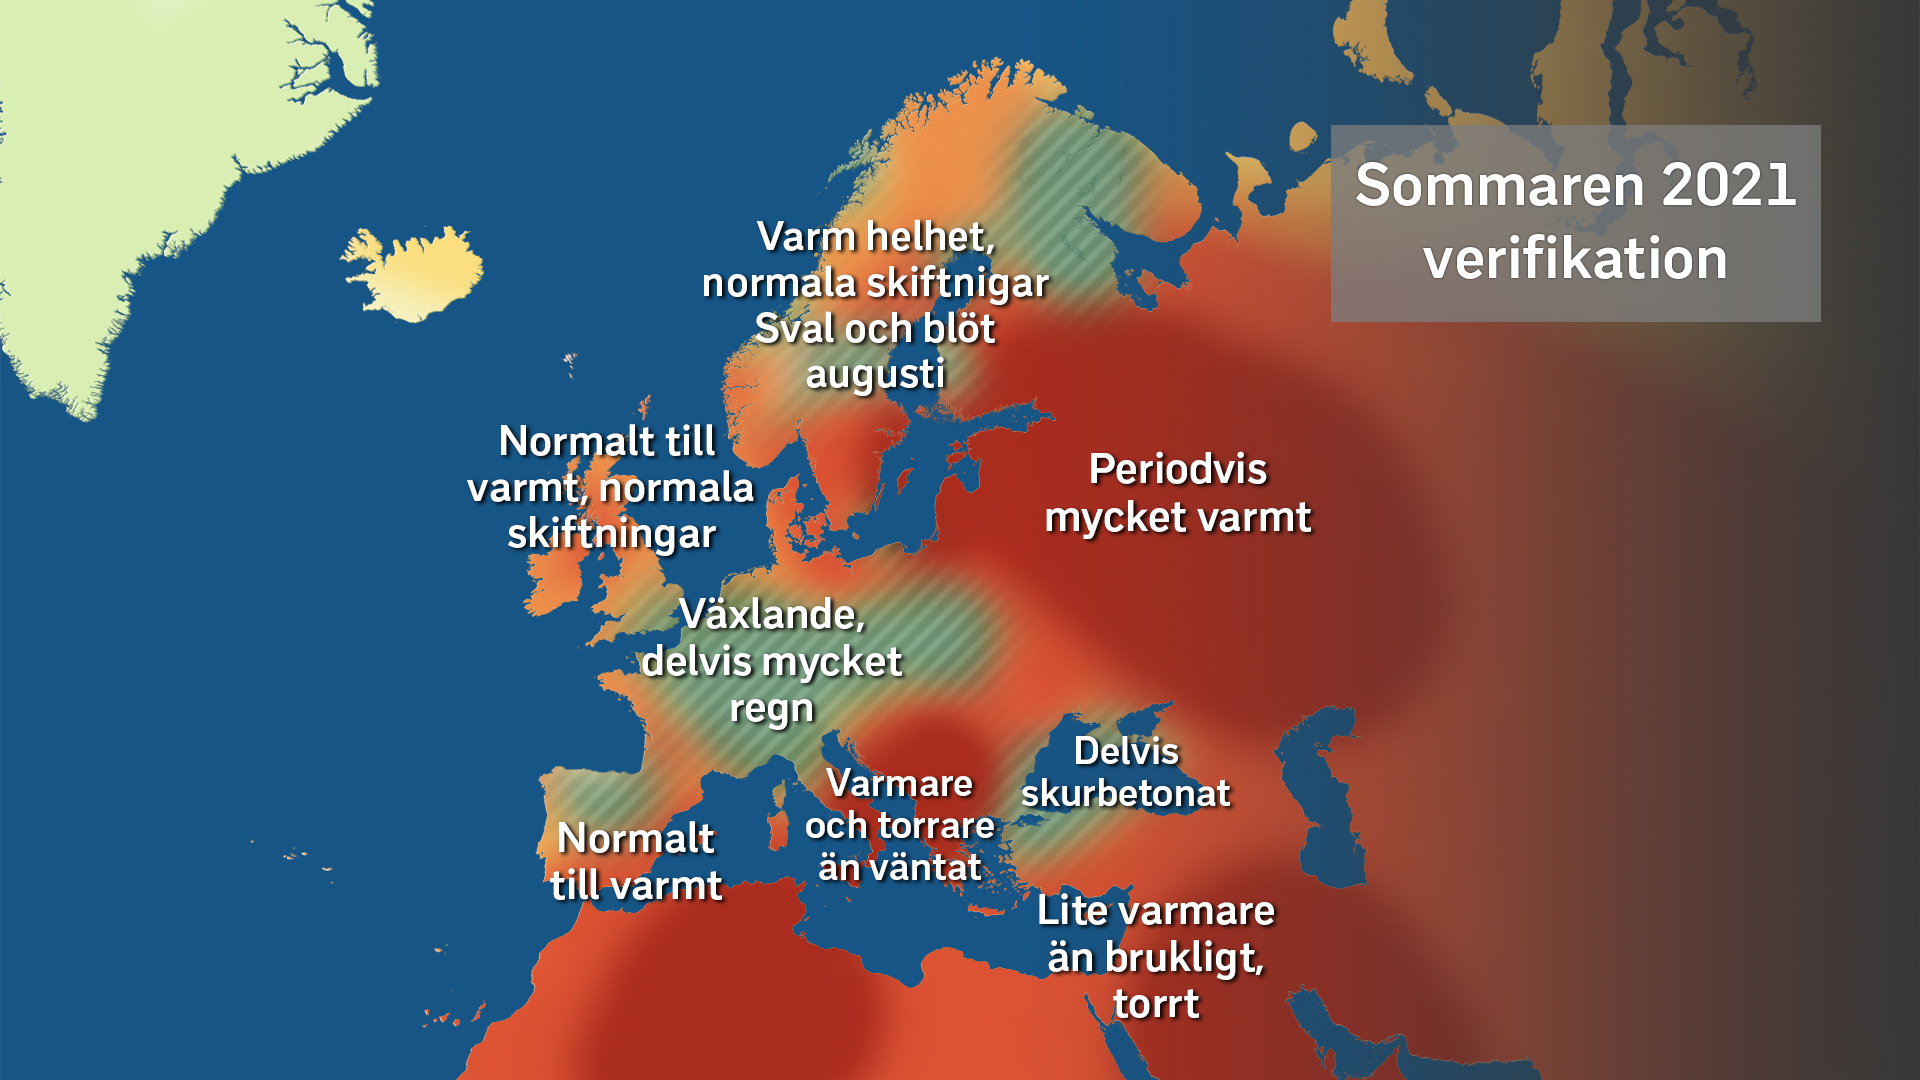 Sommaren 2021
verifikation
Varm helhet,
normala skiftnigar
Sval och blöt
augusti
Normalt till
varmt, normala
skiftningar
Periodvis
mycket varmt
Växlande,
delvis mycket
regn
Delvis
skurbetonat
Varmare
och torrare
än väntat
Normalt
till varmt
Lite varmare
än brukligt,
torrt